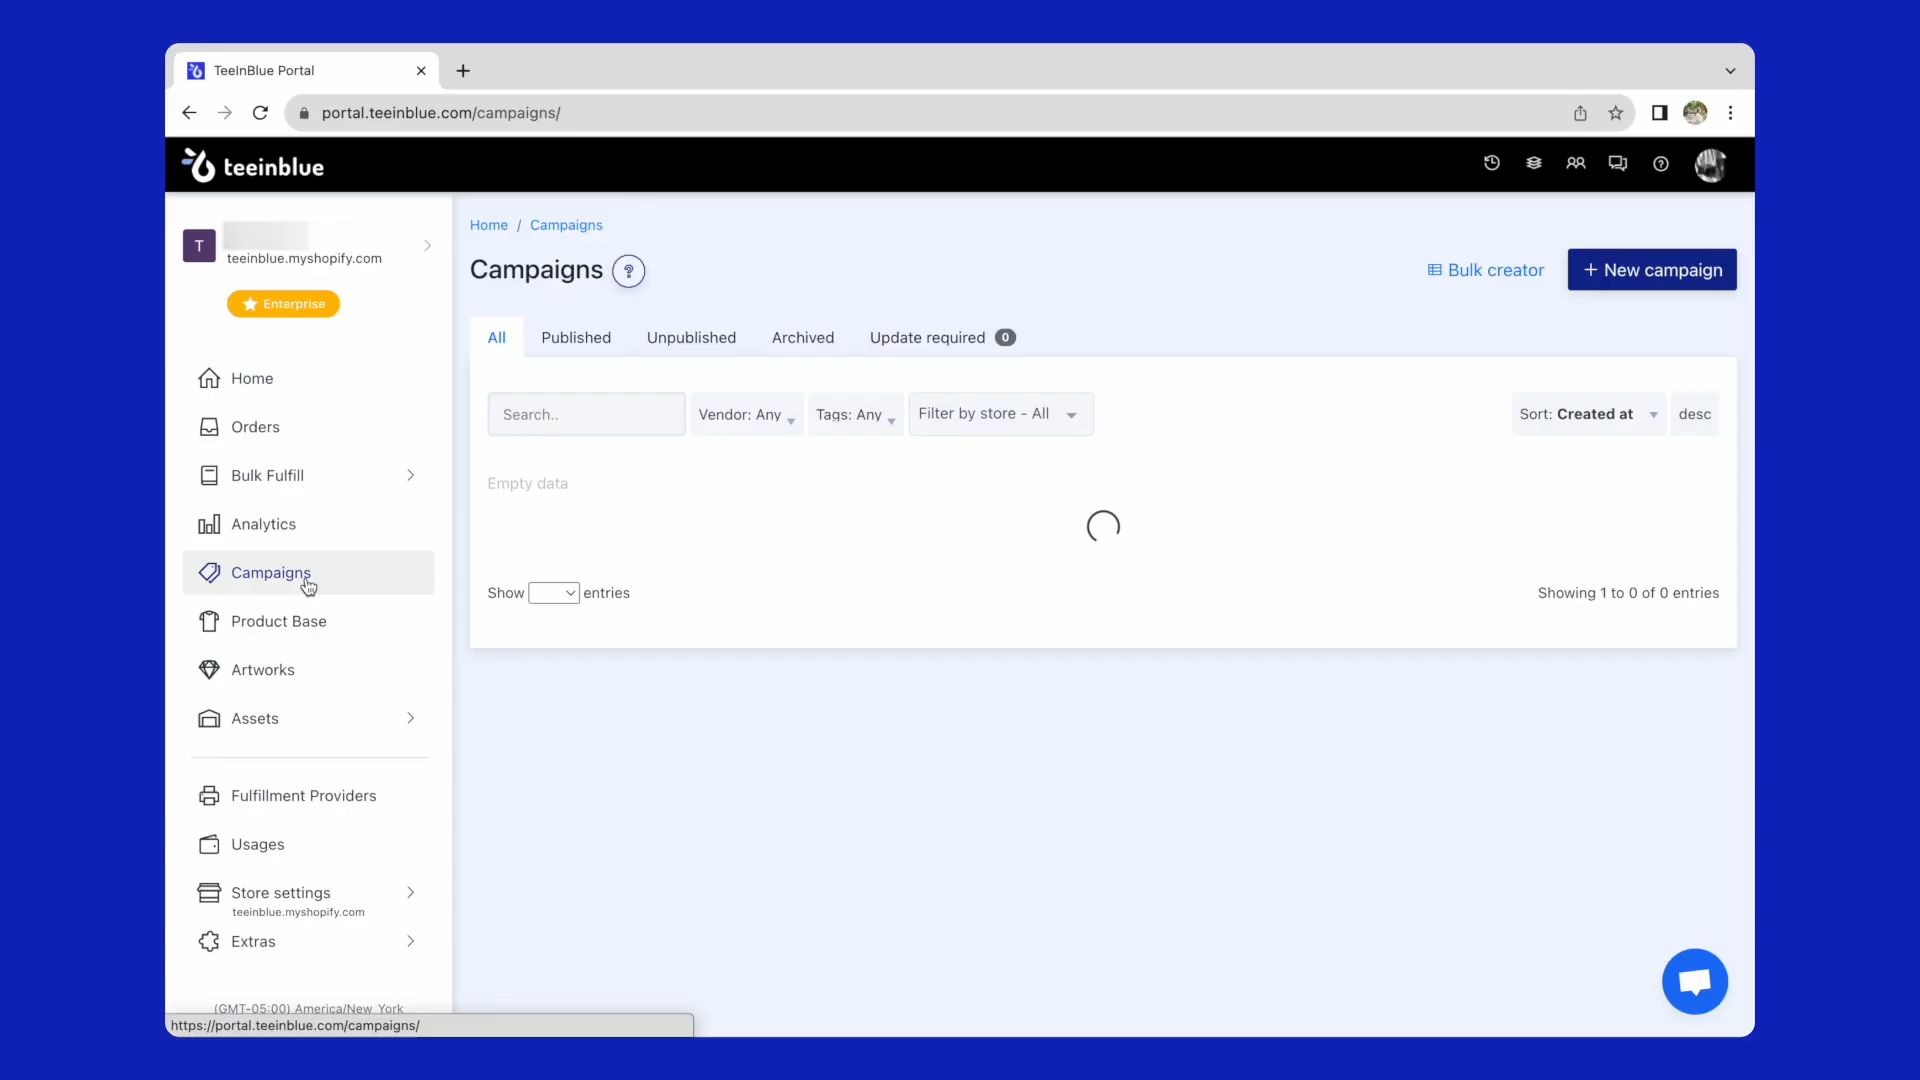 TeeInBlue Portal
portal.teeinblue.com/campaigns/
teeinblue
T
teeinblue.myshopify.com
Enterprise
Home
Orders
Bulk Fulfill
Analytics
Campaigns
Product Base
Artworks
Assets
Fulfillment Providers
Usages
Store settings
teeinblue.myshopify.com
Extras
(GMT-05:00) America/New York
https://portal.teeinblue.com/campaigns/
Home / Campaigns
Campaigns ?
Bulk creator
+ New campaign
All Published Unpublished Archived Update required 0
Search.. Vendor: Any Tags: Any Filter by store - All Sort: Created at desc
Empty data
Show entries Showing 1 to 0 of 0 entries